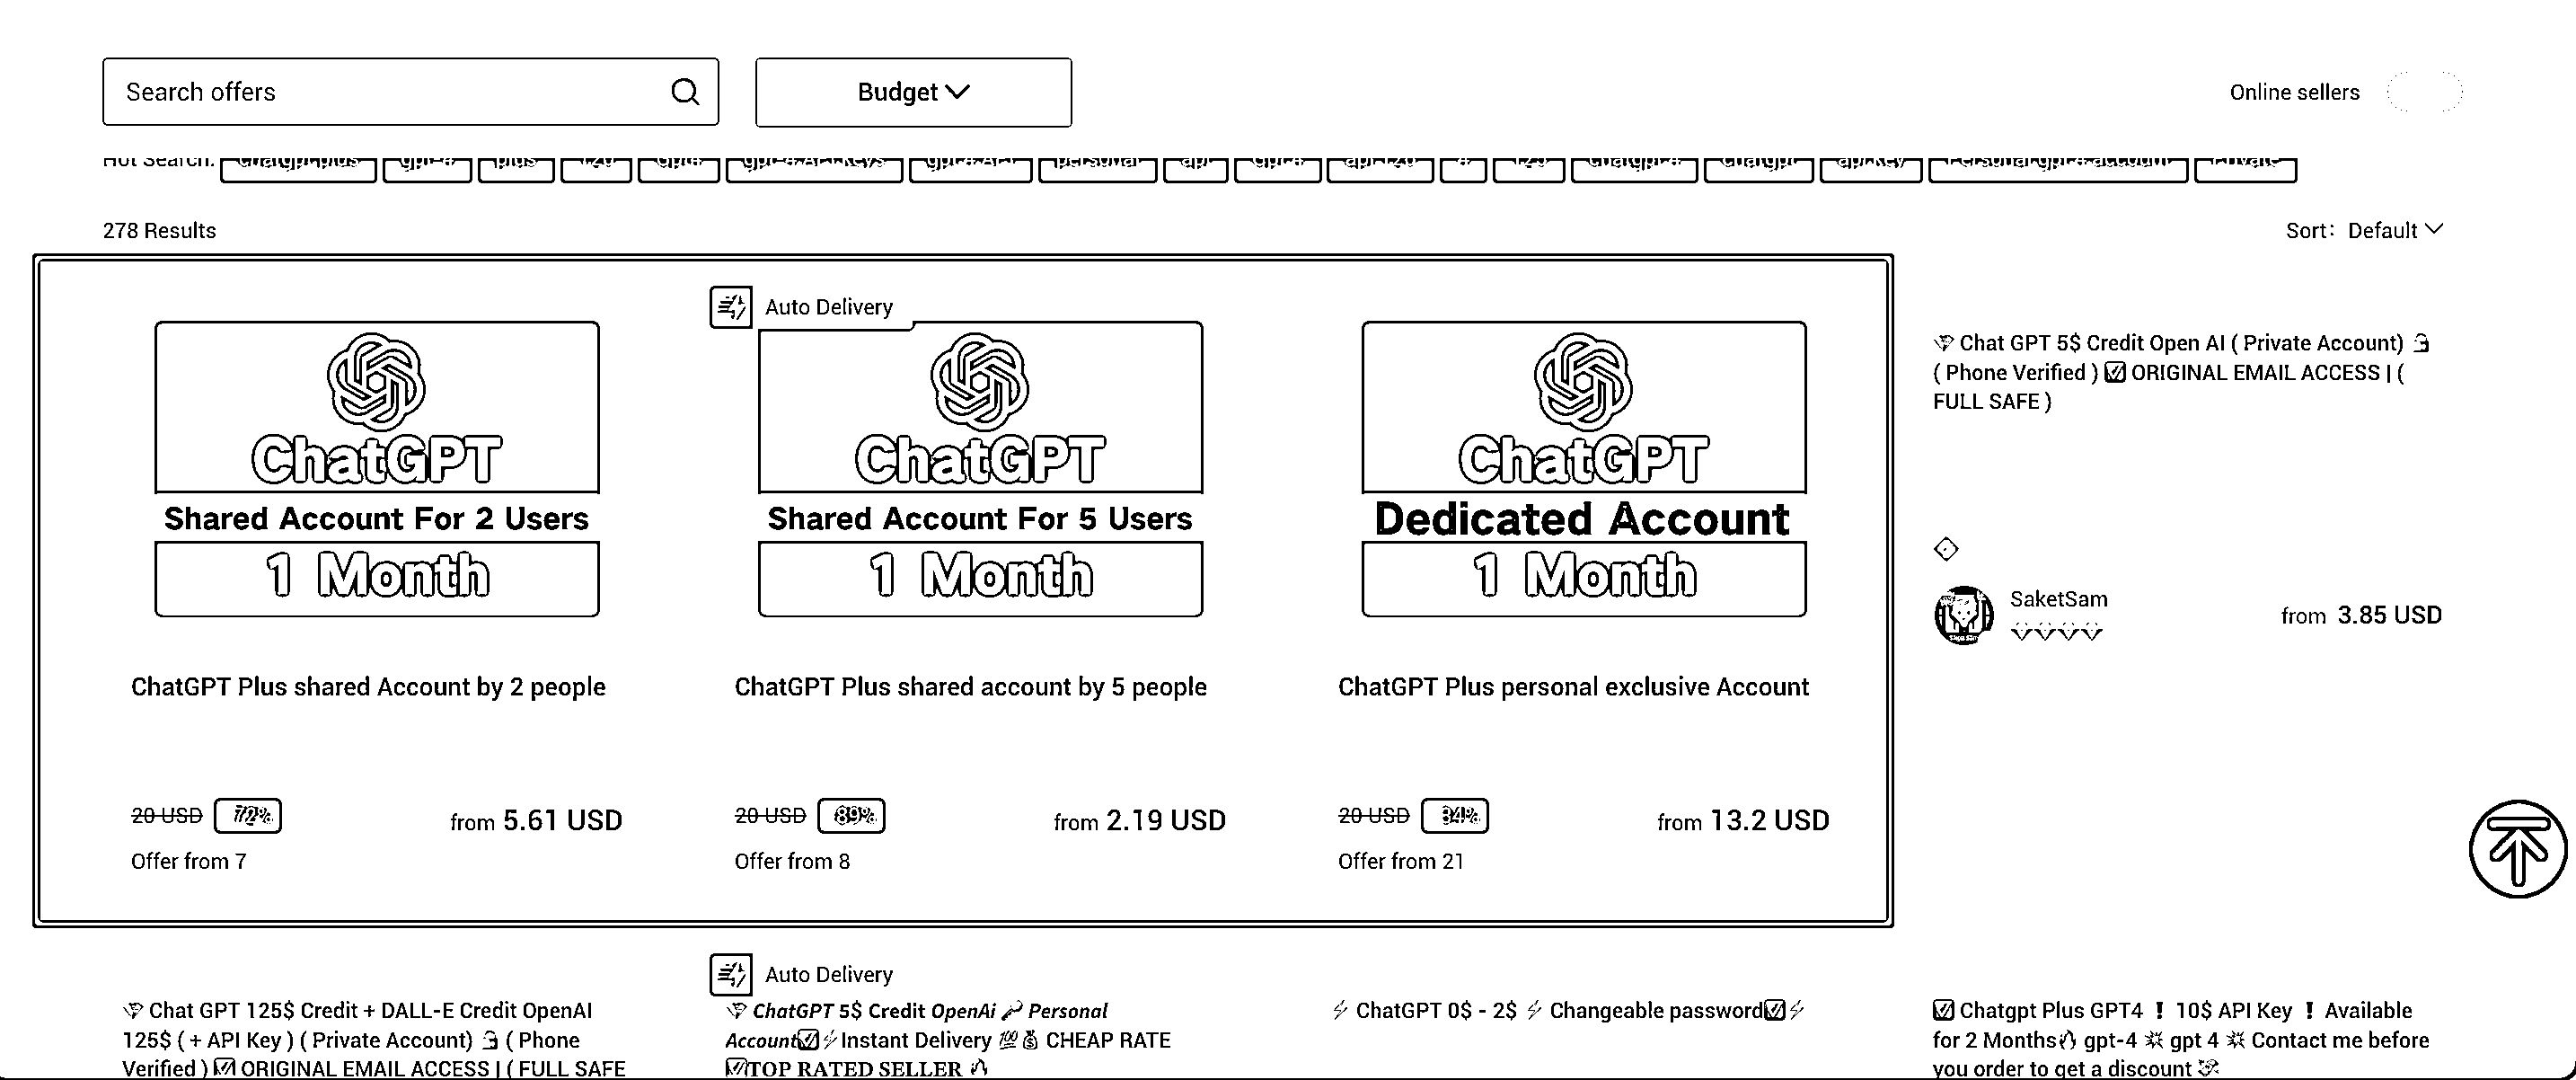 Search offers
Budget
Online sellers
Hot Search:
278 Results
Sort: Default
Auto Delivery
ChatGPT
Shared Account For 2 Users
1 Month
ChatGPT Plus shared Account by 2 people
20 USD 72%
from 5.61 USD
Offer from 7
ChatGPT
Shared Account For 5 Users
1 Month
ChatGPT Plus shared account by 5 people
20 USD 89%
from 2.19 USD
Offer from 8
ChatGPT
Dedicated Account
1 Month
ChatGPT Plus personal exclusive Account
20 USD 34%
from 13.2 USD
Offer from 21
Chat GPT 5$ Credit Open AI ( Private Account)
( Phone Verified ) ☑ ORIGINAL EMAIL ACCESS | (
FULL SAFE )
SaketSam
from 3.85 USD
Chat GPT 125$ Credit + DALL-E Credit OpenAI
125$ ( + API Key ) ( Private Account) ( Phone
Verified ) ☑ ORIGINAL EMAIL ACCESS | ( FULL SAFE
Auto Delivery
ChatGPT 5$ Credit OpenAi Personal
Account☑⚡Instant Delivery 💯💰 CHEAP RATE
☑TOP RATED SELLER 🔥
⚡ ChatGPT 0$ - 2$ ⚡ Changeable password☑⚡
☑ Chatgpt Plus GPT4 ❗ 10$ API Key ❗ Available
for 2 Months🔥 gpt-4 💥 gpt 4 💥 Contact me before
you order to get a discount